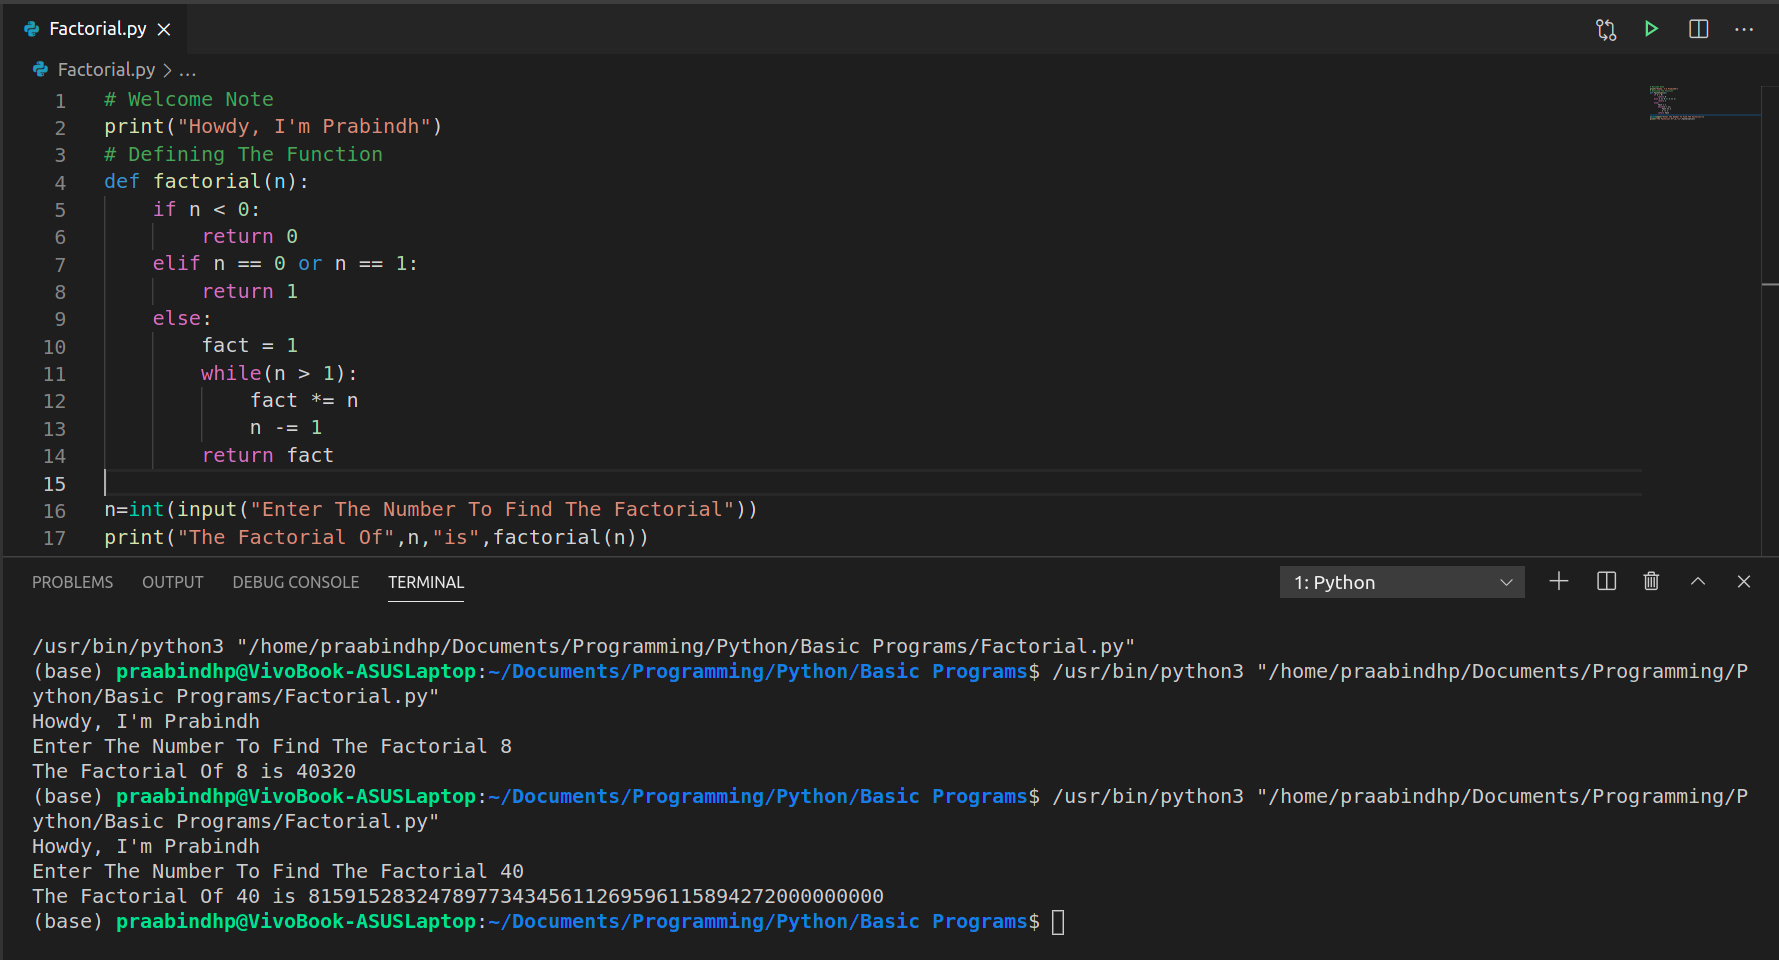 Factorial.py
Factorial.py > ...
1 # Welcome Note
2 print("Howdy, I'm Prabindh")
3 # Defining The Function
4 def factorial(n):
5     if n < 0:
6         return 0
7     elif n == 0 or n == 1:
8         return 1
9     else:
10         fact = 1
11         while(n > 1):
12             fact *= n
13             n -= 1
14         return fact
15
16 n=int(input("Enter The Number To Find The Factorial"))
17 print("The Factorial Of",n,"is",factorial(n))
PROBLEMS OUTPUT DEBUG CONSOLE TERMINAL 1: Python
/usr/bin/python3 "/home/praabindhp/Documents/Programming/Python/Basic Programs/Factorial.py"
(base) praabindhp@VivoBook-ASUSLaptop:~/Documents/Programming/Python/Basic Programs$ /usr/bin/python3 "/home/praabindhp/Documents/Programming/P
ython/Basic Programs/Factorial.py"
Howdy, I'm Prabindh
Enter The Number To Find The Factorial 8
The Factorial Of 8 is 40320
(base) praabindhp@VivoBook-ASUSLaptop:~/Documents/Programming/Python/Basic Programs$ /usr/bin/python3 "/home/praabindhp/Documents/Programming/P
ython/Basic Programs/Factorial.py"
Howdy, I'm Prabindh
Enter The Number To Find The Factorial 40
The Factorial Of 40 is 815915283247897734345611269596115894272000000000
(base) praabindhp@VivoBook-ASUSLaptop:~/Documents/Programming/Python/Basic Programs$